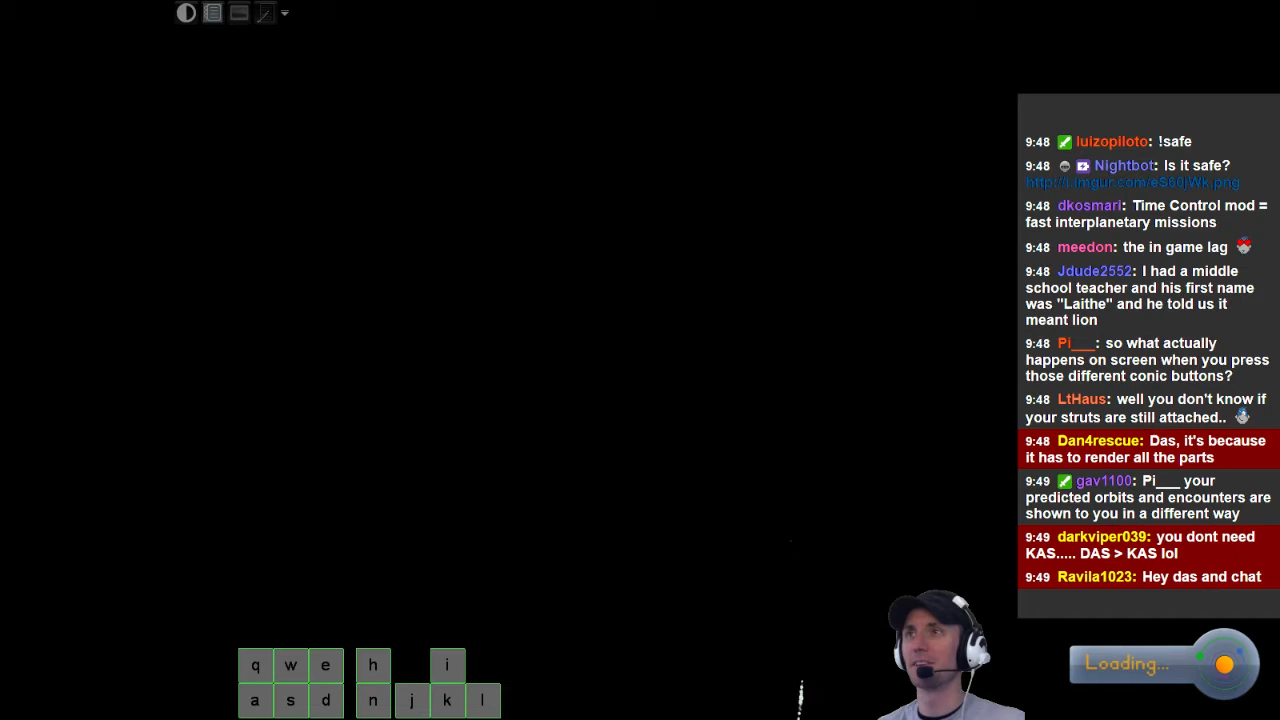 9:48 luizopiloto: !safe
9:48 Nightbot: Is it safe?
http://i.imgur.com/eS60jWk.png
9:48 dkosmari: Time Control mod =
fast interplanetary missions
9:48 meedon: the in game lag
9:48 Jdude2552: I had a middle
school teacher and his first name
was "Laithe" and he told us it
meant lion
9:48 Pi___: so what actually
happens on screen when you press
those different conic buttons?
9:48 LtHaus: well you don't know if
your struts are still attached..
9:48 Dan4rescue: Das, it's because
it has to render all the parts
9:49 gav1100: Pi___ your
predicted orbits and encounters are
shown to you in a different way
9:49 darkviper039: you dont need
KAS..... DAS > KAS lol
9:49 Ravila1023: Hey das and chat
Loading...
q w e h i
a s d n j k l